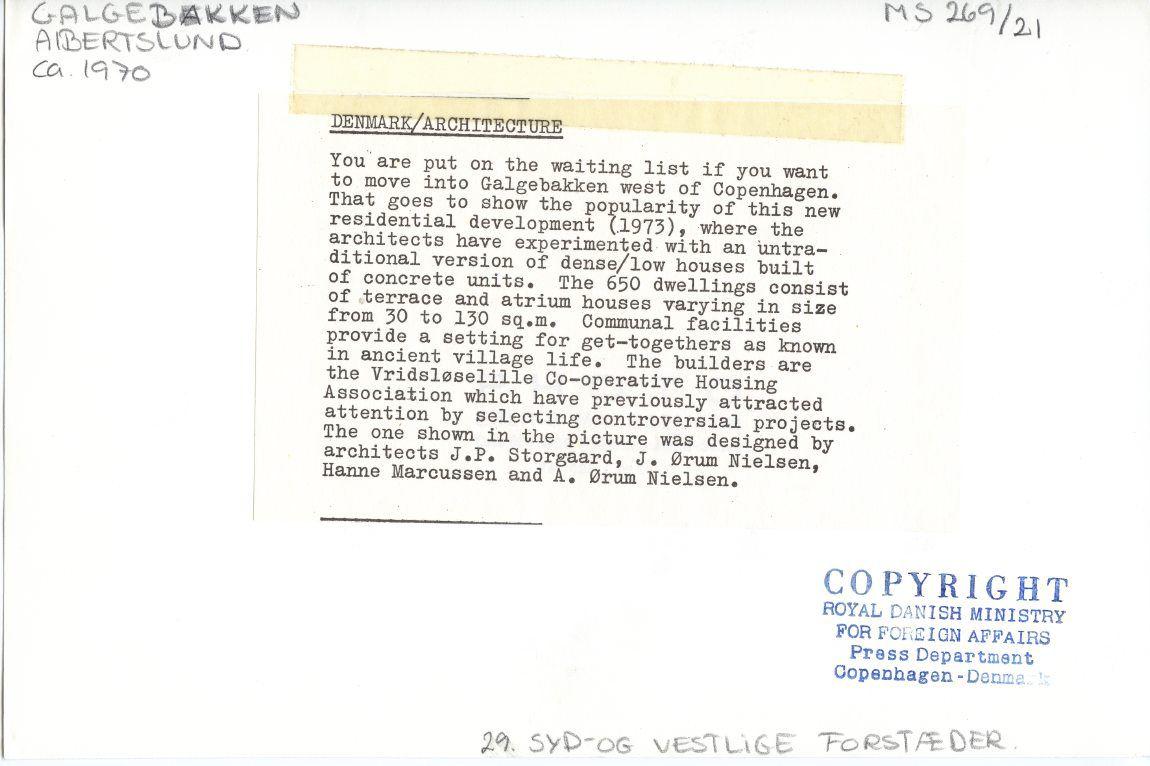 GALGEBAKKEN
AlBERTSLUND
Ca. 1970
MS 269/21
DENMARK/ARCHITECTURE
You are put on the waiting list if you want
to move into Galgebakken west of Copenhagen.
That goes to show the popularity of this new
residential development (1973), where the
architects have experimented with an untra-
ditional version of dense/low houses built
of concrete units. The 650 dwellings consist
of terrace and atrium houses varying in size
from 30 to 130 sq.m. Communal facilities
provide a setting for get-togethers as known
in ancient village life. The builders are
the Vridsløselille Co-operative Housing
Association which have previously attracted
attention by selecting controversial projects.
The one shown in the picture was designed by
architects J.P. Storgaard, J. Ørum Nielsen,
Hanne Marcussen and A. Ørum Nielsen.
COPYRIGHT
ROYAL DANISH MINISTRY
FOR FOREIGN AFFAIRS
Press Department
Copenhagen-Denmark
29. SYD-OG VESTLIGE FORSTÆDER.